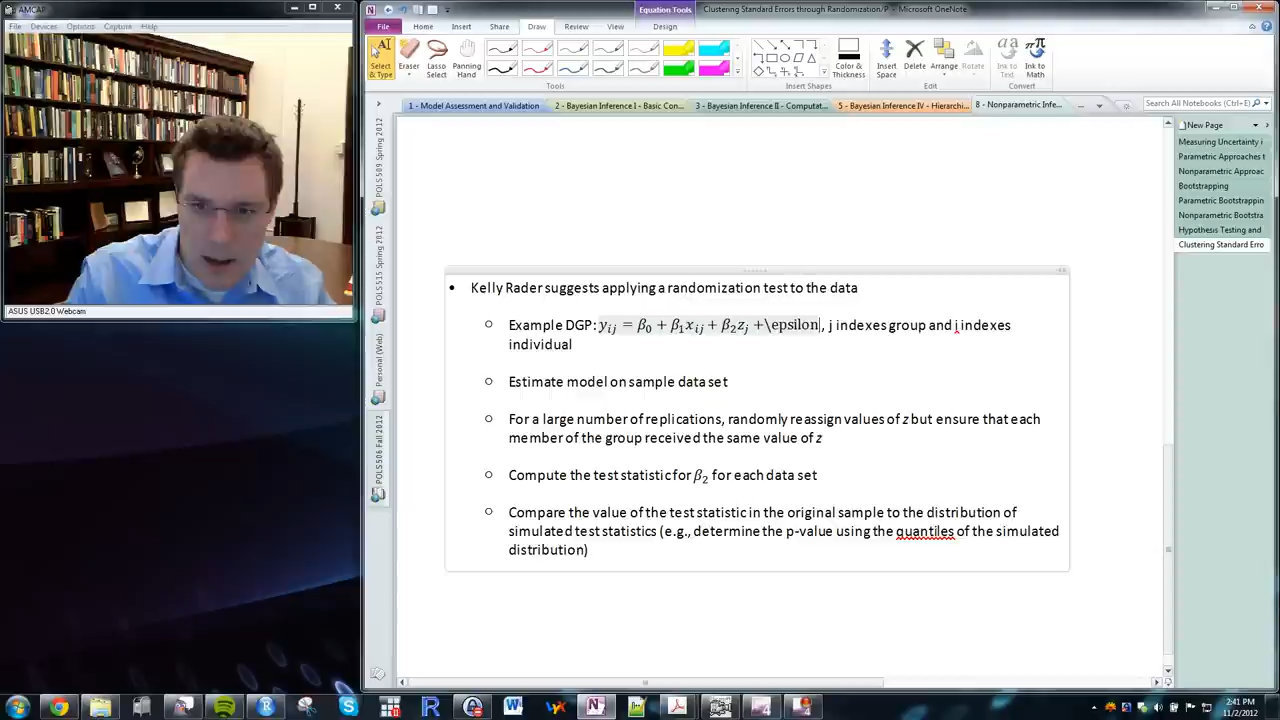 AMCAP
File Devices Options Capture Help
ASUS USB2.0 Webcam
Equation Tools
Clustering Standard Errors through Randomization/P - Microsoft OneNote
File Home Insert Share Draw Review View Design
Select & Type
Eraser
Lasso Select
Panning Hand
Color & Thickness
Insert Space
Delete
Arrange
Rotate
Ink to Text
Ink to Math
Tools
Insert Shapes
Edit
Convert
1 - Model Assessment and Validation
2 - Bayesian Inference I - Basic Con...
3 - Bayesian Inference II - Computat...
5 - Bayesian Inference IV - Hierarchi...
8 - Nonparametric Infe...
Search All Notebooks (Ctrl+E)
POLS 509 Spring 2012
POLS 515 Spring 2012
Personal (Web)
POLS 506 Fall 2012
New Page
Measuring Uncertainty i
Parametric Approaches t
Nonparametric Approac
Bootstrapping
Parametric Bootstrappin
Nonparametric Bootstra
Hypothesis Testing and
Clustering Standard Erro
• Kelly Rader suggests applying a randomization test to the data
○ Example DGP: y_ij = β_0 + β_1 x_ij + β_2 z_j +\epsilon, j indexes group and i indexes
individual
○ Estimate model on sample data set
○ For a large number of replications, randomly reassign values of z but ensure that each
member of the group received the same value of z
○ Compute the test statistic for β_2 for each data set
○ Compare the value of the test statistic in the original sample to the distribution of
simulated test statistics (e.g., determine the p-value using the quantiles of the simulated
distribution)
2:41 PM
11/2/2012